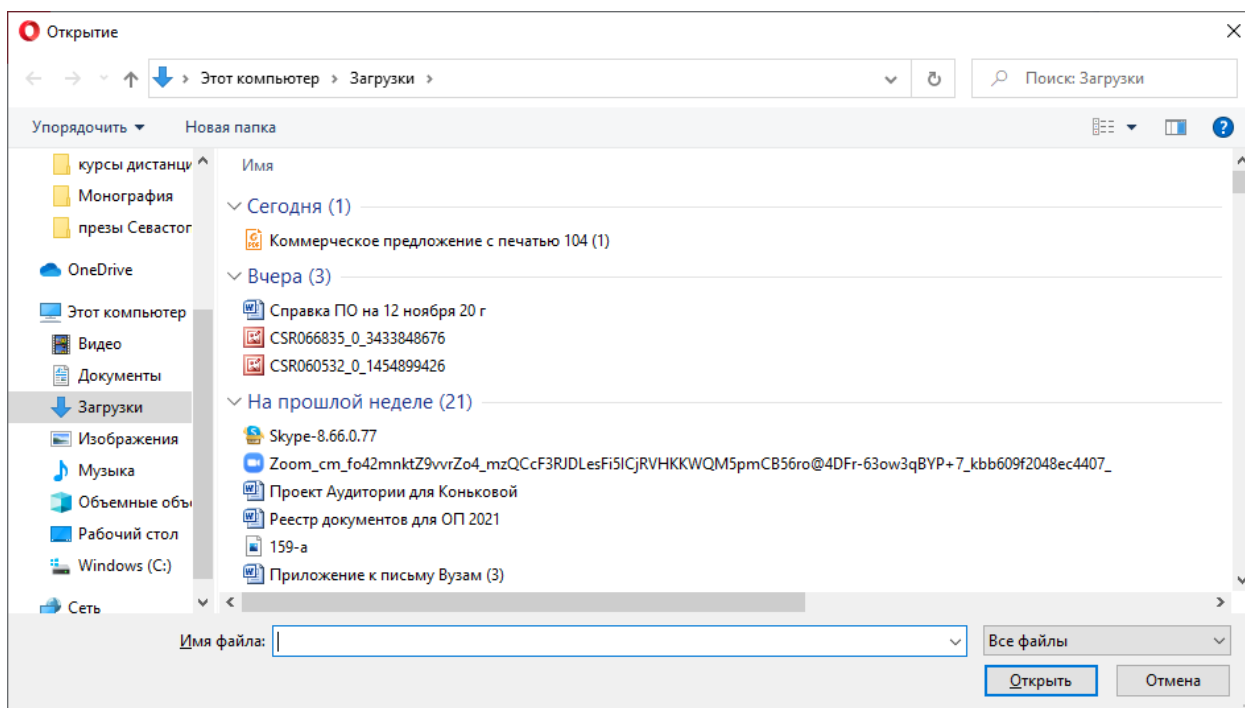 Открытие
Этот компьютер › Загрузки ›
Поиск: Загрузки
Упорядочить
Новая папка
курсы дистанци
Монография
презы Севастог
OneDrive
Этот компьютер
Видео
Документы
Загрузки
Изображения
Музыка
Объемные объ
Рабочий стол
Windows (C:)
Сеть
Имя
Сегодня (1)
Коммерческое предложение с печатью 104 (1)
Вчера (3)
Справка ПО на 12 ноября 20 г
CSR066835_0_3433848676
CSR060532_0_1454899426
На прошлой неделе (21)
Skype-8.66.0.77
Zoom_cm_fo42mnktZ9vvrZo4_mzQCcF3RJDLesFi5ICjRVHKKWQM5pmCB56ro@4DFr-63ow3qBYP+7_kbb609f2048ec4407_
Проект Аудитории для Коньковой
Реестр документов для ОП 2021
159-а
Приложение к письму Вузам (3)
Имя файла:
Все файлы
Открыть
Отмена